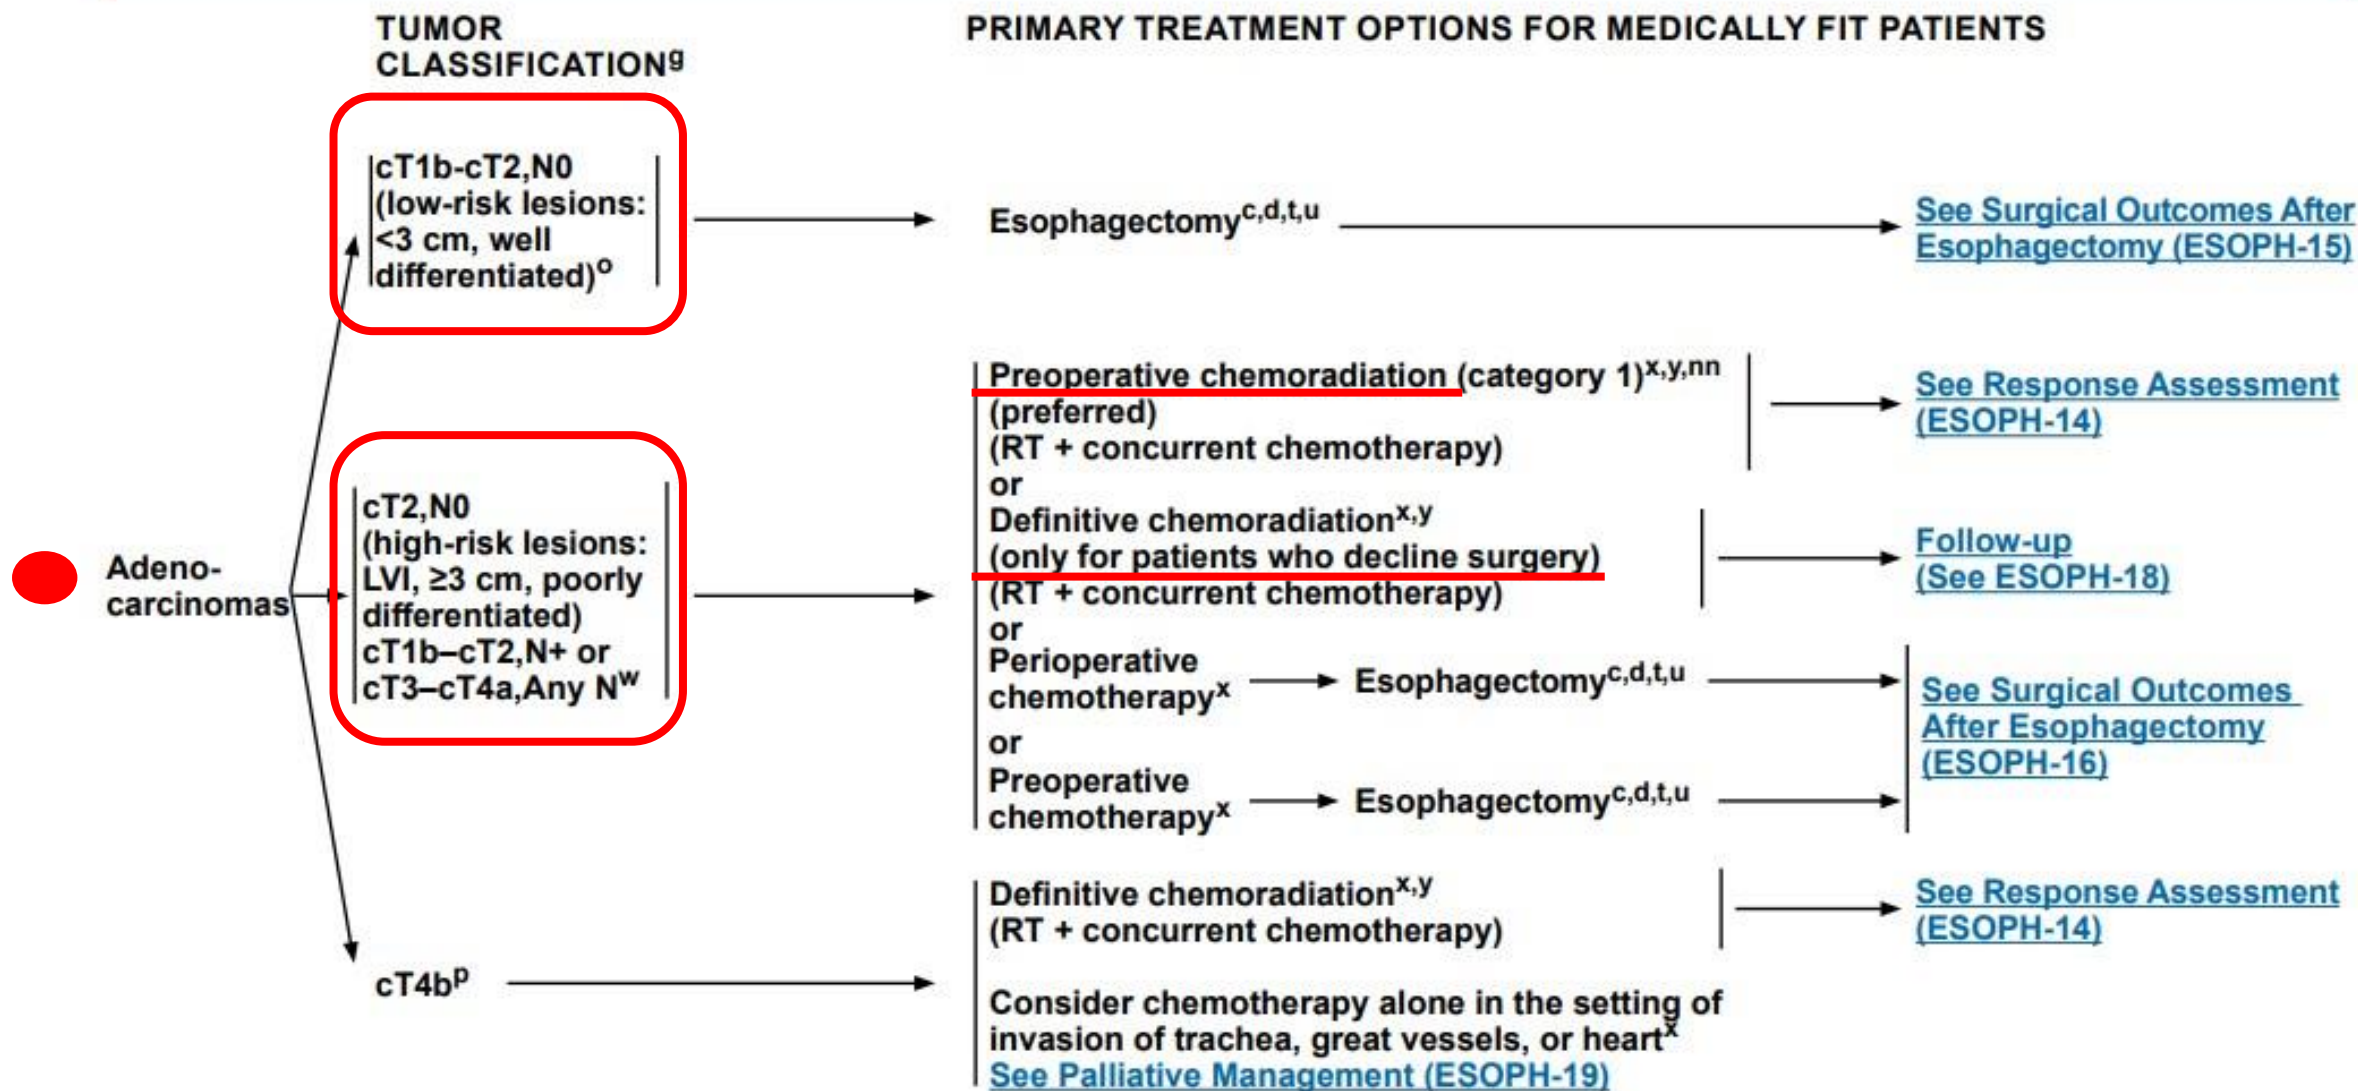 TUMOR
CLASSIFICATIONg
PRIMARY TREATMENT OPTIONS FOR MEDICALLY FIT PATIENTS
Adeno-
carcinomas
cT1b-cT2,N0
(low-risk lesions:
<3 cm, well
differentiated)o
Esophagectomyc,d,t,u
See Surgical Outcomes After
Esophagectomy (ESOPH-15)
cT2,N0
(high-risk lesions:
LVI, ≥3 cm, poorly
differentiated)
cT1b–cT2,N+ or
cT3–cT4a,Any Nw
Preoperative chemoradiation (category 1)x,y,nn
(preferred)
(RT + concurrent chemotherapy)
or
Definitive chemoradiationx,y
(only for patients who decline surgery)
(RT + concurrent chemotherapy)
or
Perioperative
chemotherapyx
Esophagectomyc,d,t,u
or
Preoperative
chemotherapyx
Esophagectomyc,d,t,u
See Response Assessment
(ESOPH-14)
Follow-up
(See ESOPH-18)
See Surgical Outcomes
After Esophagectomy
(ESOPH-16)
cT4bp
Definitive chemoradiationx,y
(RT + concurrent chemotherapy)
See Response Assessment
(ESOPH-14)
Consider chemotherapy alone in the setting of
invasion of trachea, great vessels, or heartx
See Palliative Management (ESOPH-19)